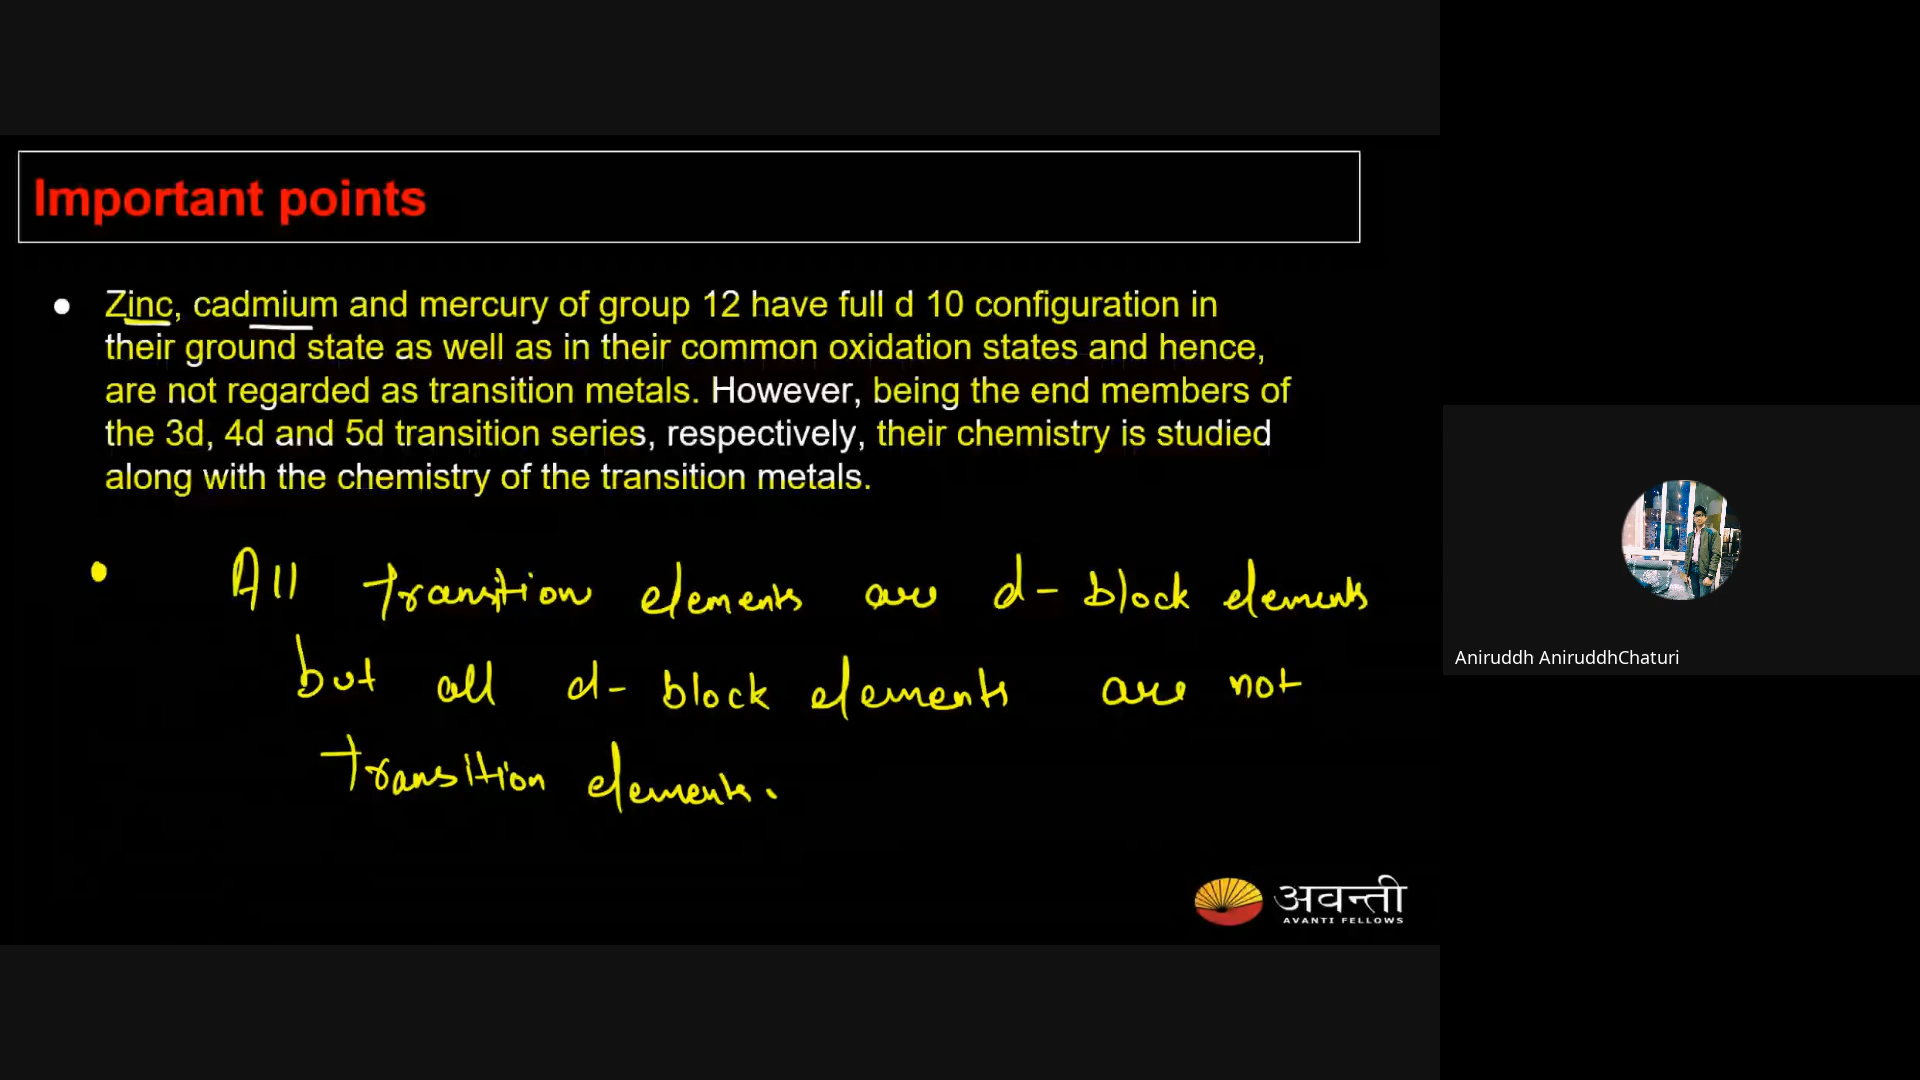 Important points
Zinc, cadmium and mercury of group 12 have full d 10 configuration in
their ground state as well as in their common oxidation states and hence,
are not regarded as transition metals. However, being the end members of
the 3d, 4d and 5d transition series, respectively, their chemistry is studied
along with the chemistry of the transition metals.
All transition elements are d-block elements
but all d-block elements are not
transition elements.
अवन्ती
AVANTI FELLOWS
Aniruddh AniruddhChaturi